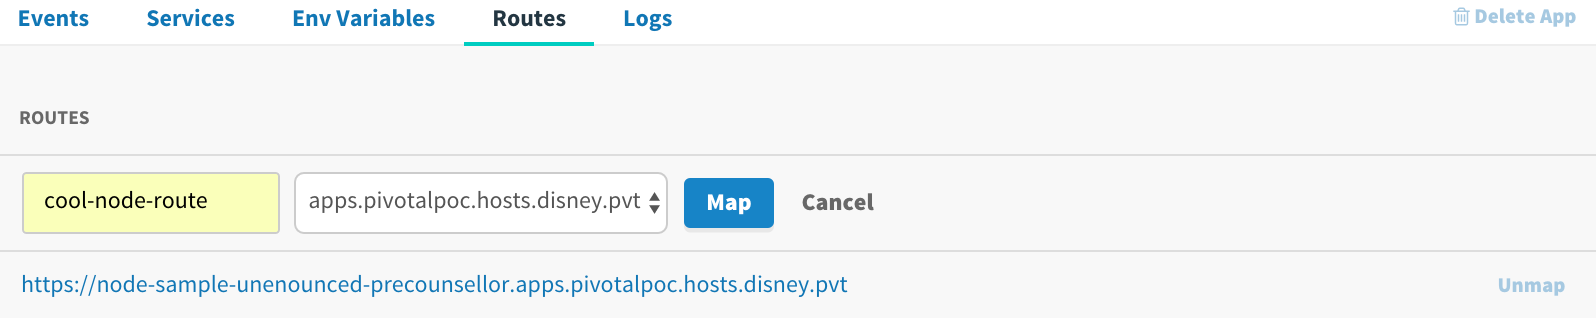 Events Services Env Variables Routes Logs Delete App
ROUTES
cool-node-route apps.pivotalpoc.hosts.disney.pvt Map Cancel
https://node-sample-unenounced-precounsellor.apps.pivotalpoc.hosts.disney.pvt Unmap